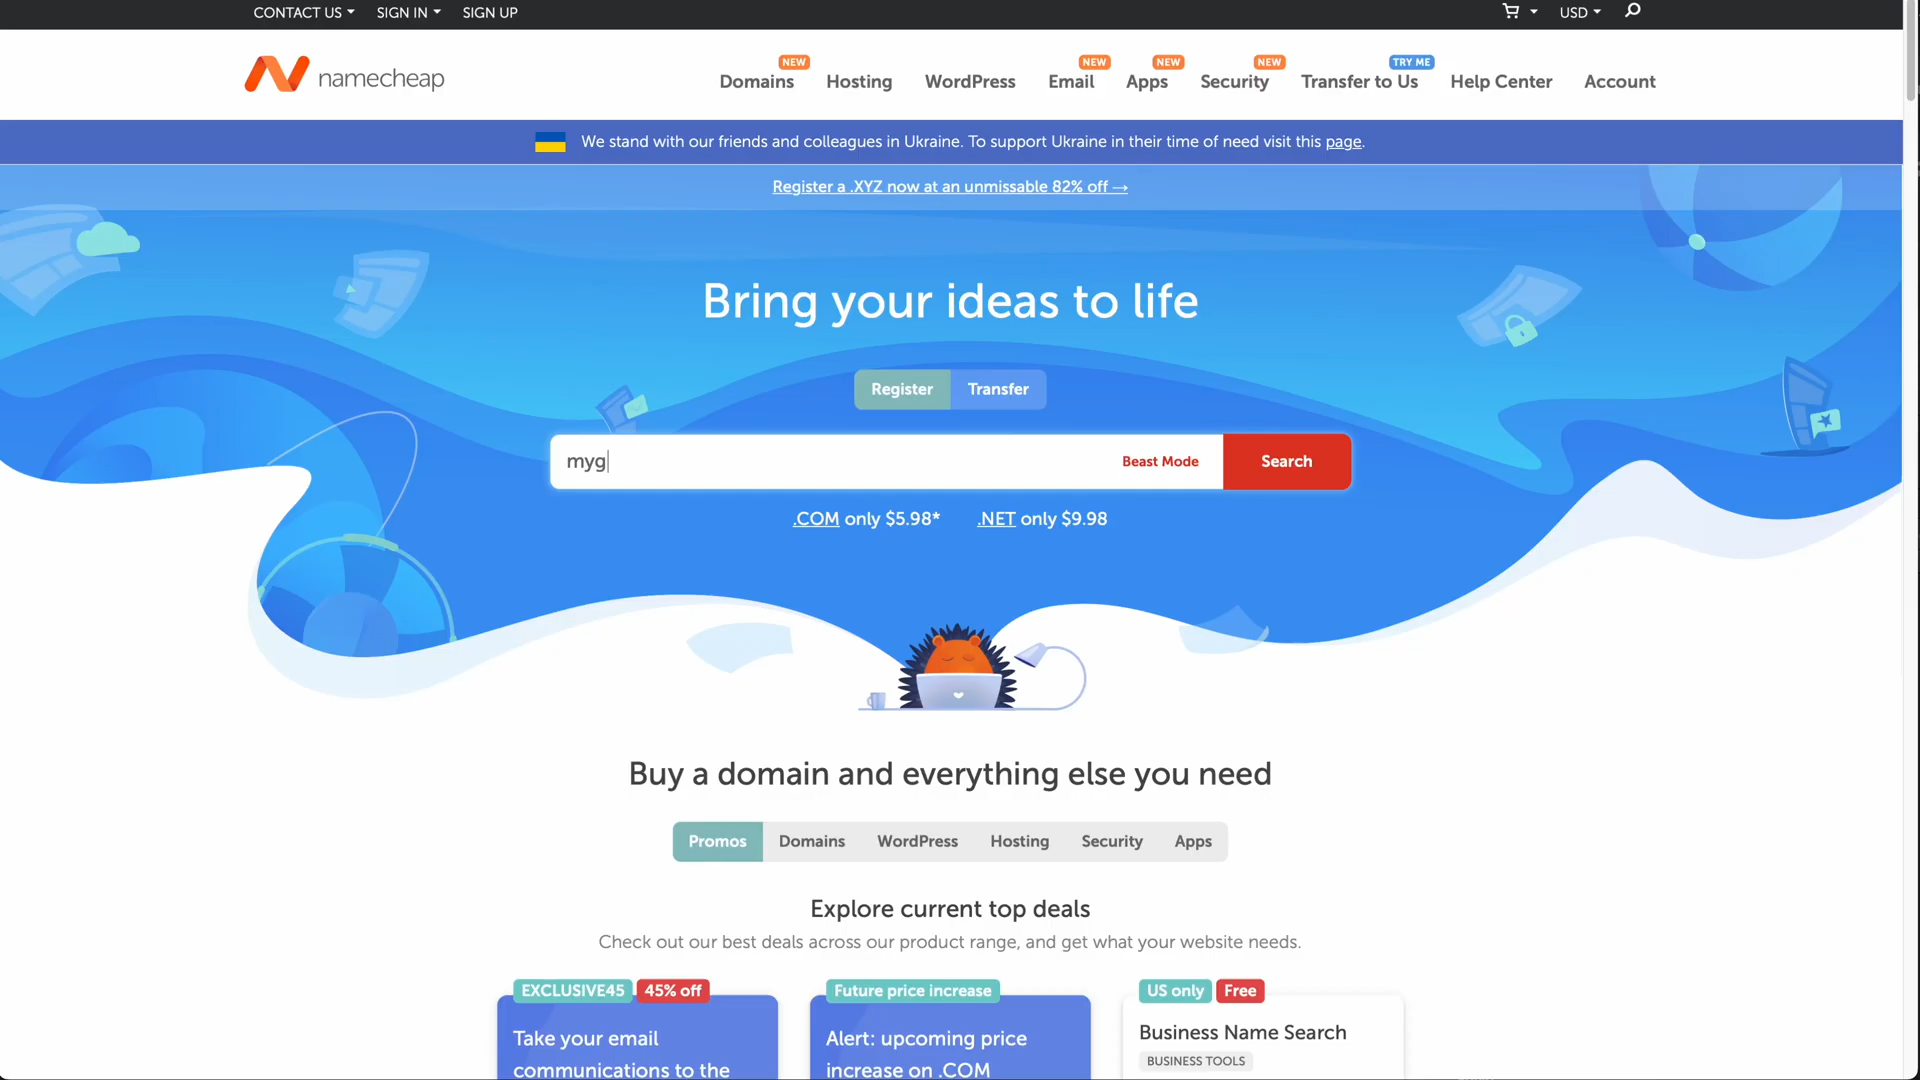 CONTACT US SIGN IN SIGN UP USD
namecheap
NEW NEW NEW NEW TRY ME
Domains Hosting WordPress Email Apps Security Transfer to Us Help Center Account
We stand with our friends and colleagues in Ukraine. To support Ukraine in their time of need visit this page.
Register a .XYZ now at an unmissable 82% off →
Bring your ideas to life
Register Transfer
myg Beast Mode Search
.COM only $5.98* .NET only $9.98
Buy a domain and everything else you need
Promos Domains WordPress Hosting Security Apps
Explore current top deals
Check out our best deals across our product range, and get what your website needs.
EXCLUSIVE45 45% off
Take your email
communications to the
Future price increase
Alert: upcoming price
increase on .COM
US only Free
Business Name Search
BUSINESS TOOLS